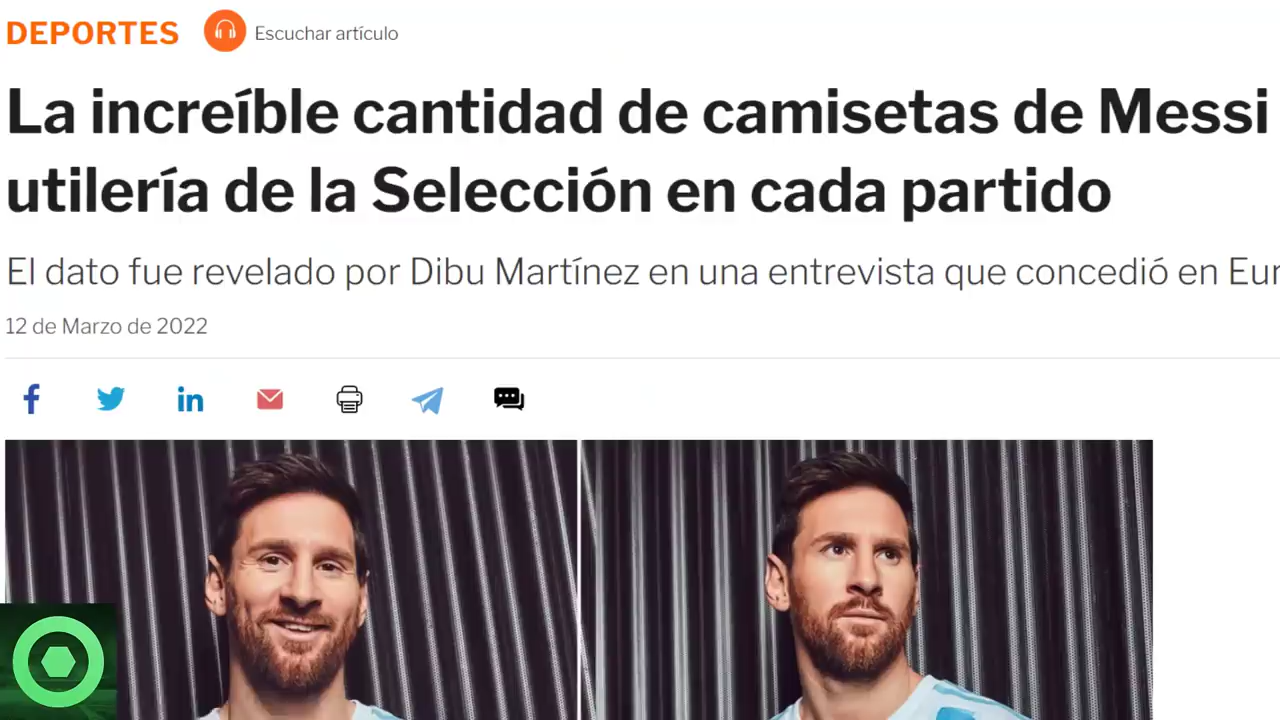 DEPORTES
Escuchar artículo
La increíble cantidad de camisetas de Messi
utilería de la Selección en cada partido
El dato fue revelado por Dibu Martínez en una entrevista que concedió en
12 de Marzo de 2022